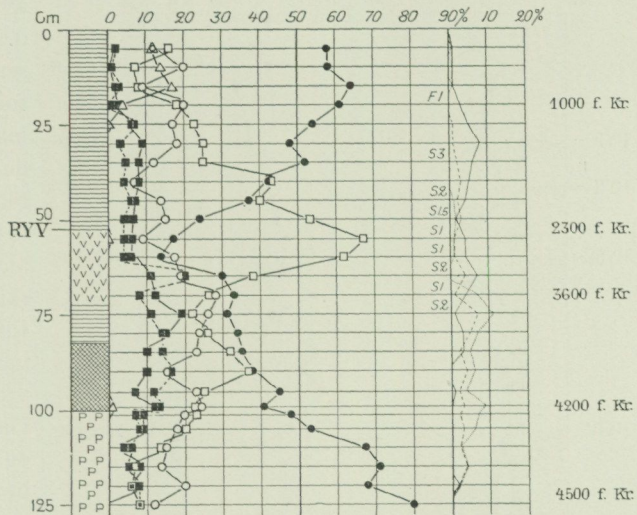 Cm 0 10 20 30 40 50 60 70 80 90% 10 20%
0
F1 1000 f. Kr.
25
S3
S2
50 S1,5
RYV S1 2300 f. Kr.
S1
S2
S1 3600 f. Kr.
75 S2
100 4200 f. Kr.
P P
P
P P
P
P P
P
P P
4500 f. Kr.
P
125 P P